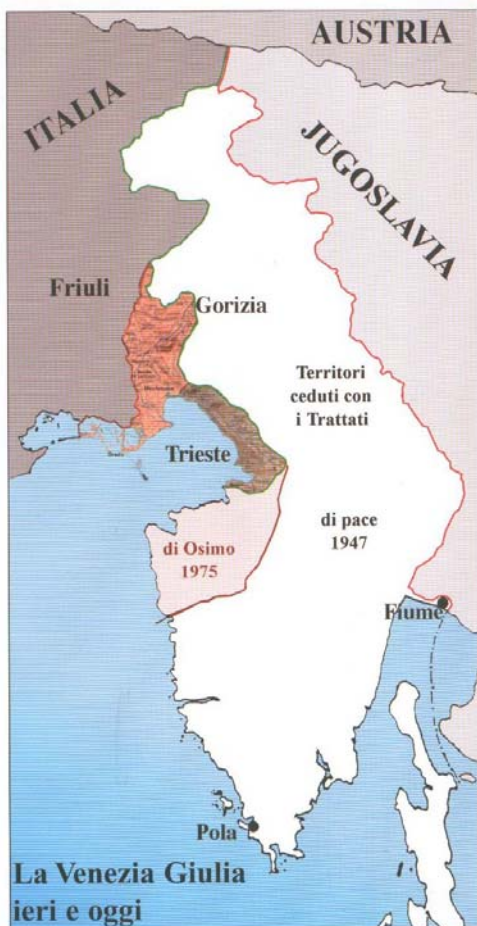 AUSTRIA
ITALIA
JUGOSLAVIA
Friuli
Gorizia
Territori
ceduti con
i Trattati
Trieste
di pace
1947
di Osimo
1975
Fiume
Pola
La Venezia Giulia
ieri e oggi